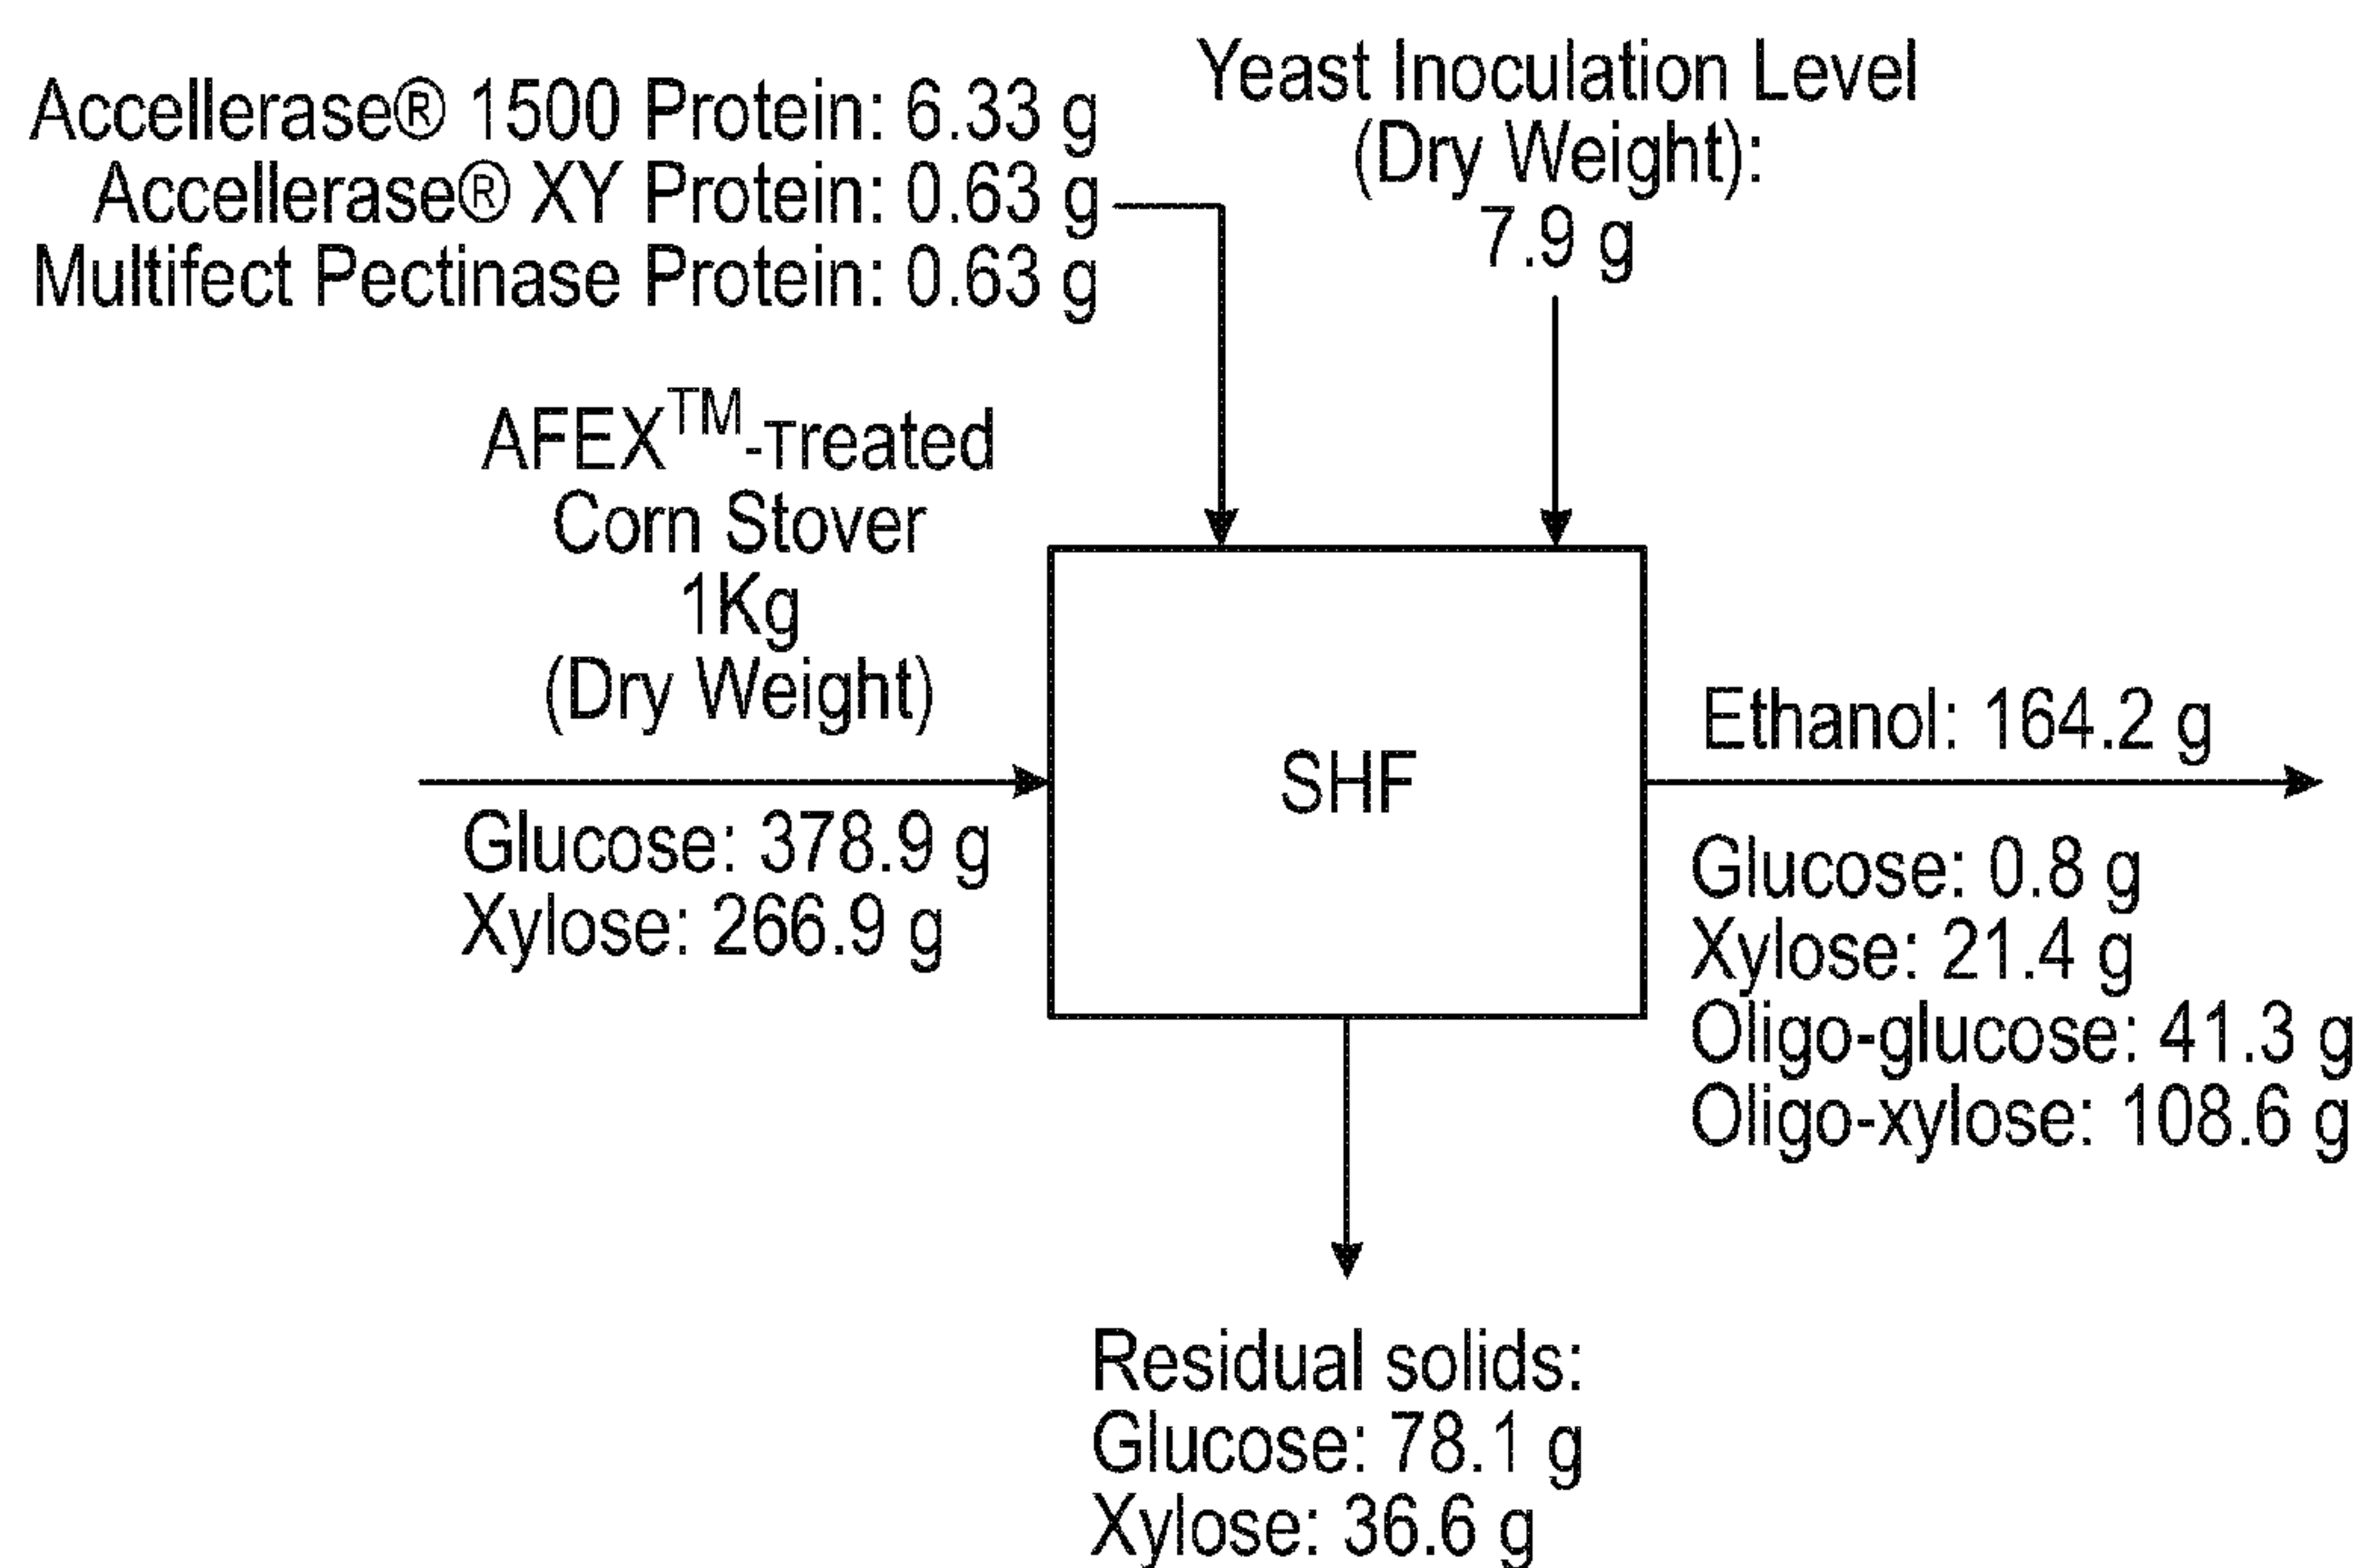 Accellerase® 1500 Protein: 6.33 g
Accellerase® XY Protein: 0.63 g
Multifect Pectinase Protein: 0.63 g
Yeast Inoculation Level
(Dry Weight):
7.9 g
AFEX™-Treated
Corn Stover
1Kg
(Dry Weight)
Glucose: 378.9 g
Xylose: 266.9 g
SHF
Ethanol: 164.2 g
Glucose: 0.8 g
Xylose: 21.4 g
Oligo-glucose: 41.3 g
Oligo-xylose: 108.6 g
Residual solids:
Glucose: 78.1 g
Xylose: 36.6 g